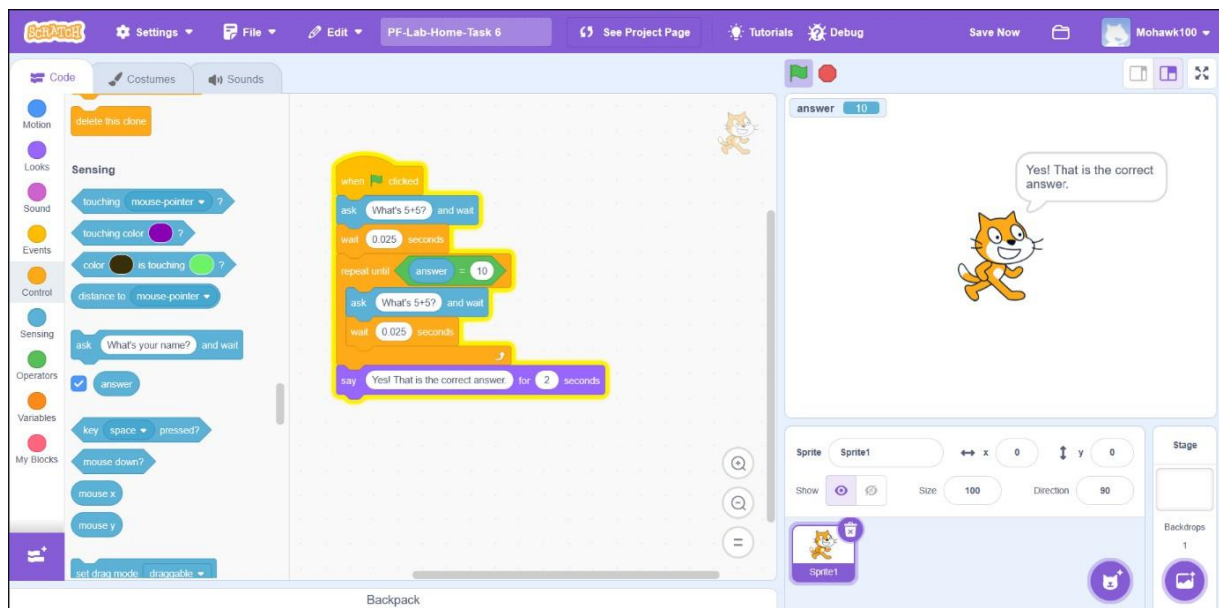 SCRATCH Settings File Edit PF-Lab-Home-Task 6 See Project Page Tutorials Debug Save Now Mohawk100
Code Costumes Sounds
Motion
Looks
Sound
Events
Control
Sensing
Operators
Variables
My Blocks
delete this clone
Sensing
touching mouse-pointer ?
touching color ?
color is touching ?
distance to mouse-pointer
ask What's your name? and wait
answer
key space pressed?
mouse down?
mouse x
mouse y
set drag mode draggable
when clicked
ask What's 5+5? and wait
wait 0.025 seconds
repeat until answer = 10
ask What's 5+5? and wait
wait 0.025 seconds
say Yes! That is the correct answer. for 2 seconds
answer 10
Yes! That is the correct
answer.
Sprite Sprite1 x 0 y 0
Show Size 100 Direction 90
Sprite1
Stage
Backdrops
1
Backpack